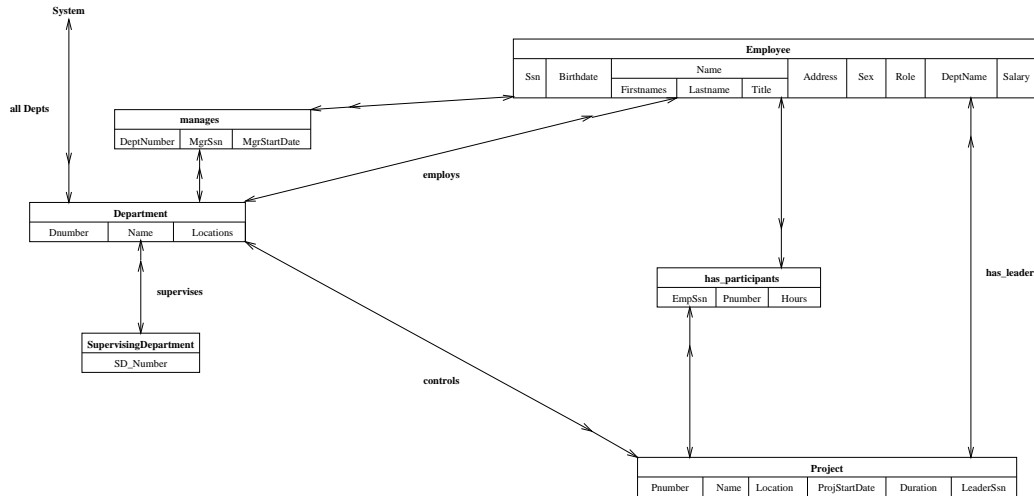 System
Employee
Ssn Birthdate Name Address Sex Role DeptName Salary
Firstnames Lastname Title
all Depts
manages
DeptNumber MgrSsn MgrStartDate
employs
Department
Dnumber Name Locations
has_participants
EmpSsn Pnumber Hours
has_leader
supervises
SupervisingDepartment
SD_Number
controls
Project
Pnumber Name Location ProjStartDate Duration LeaderSsn